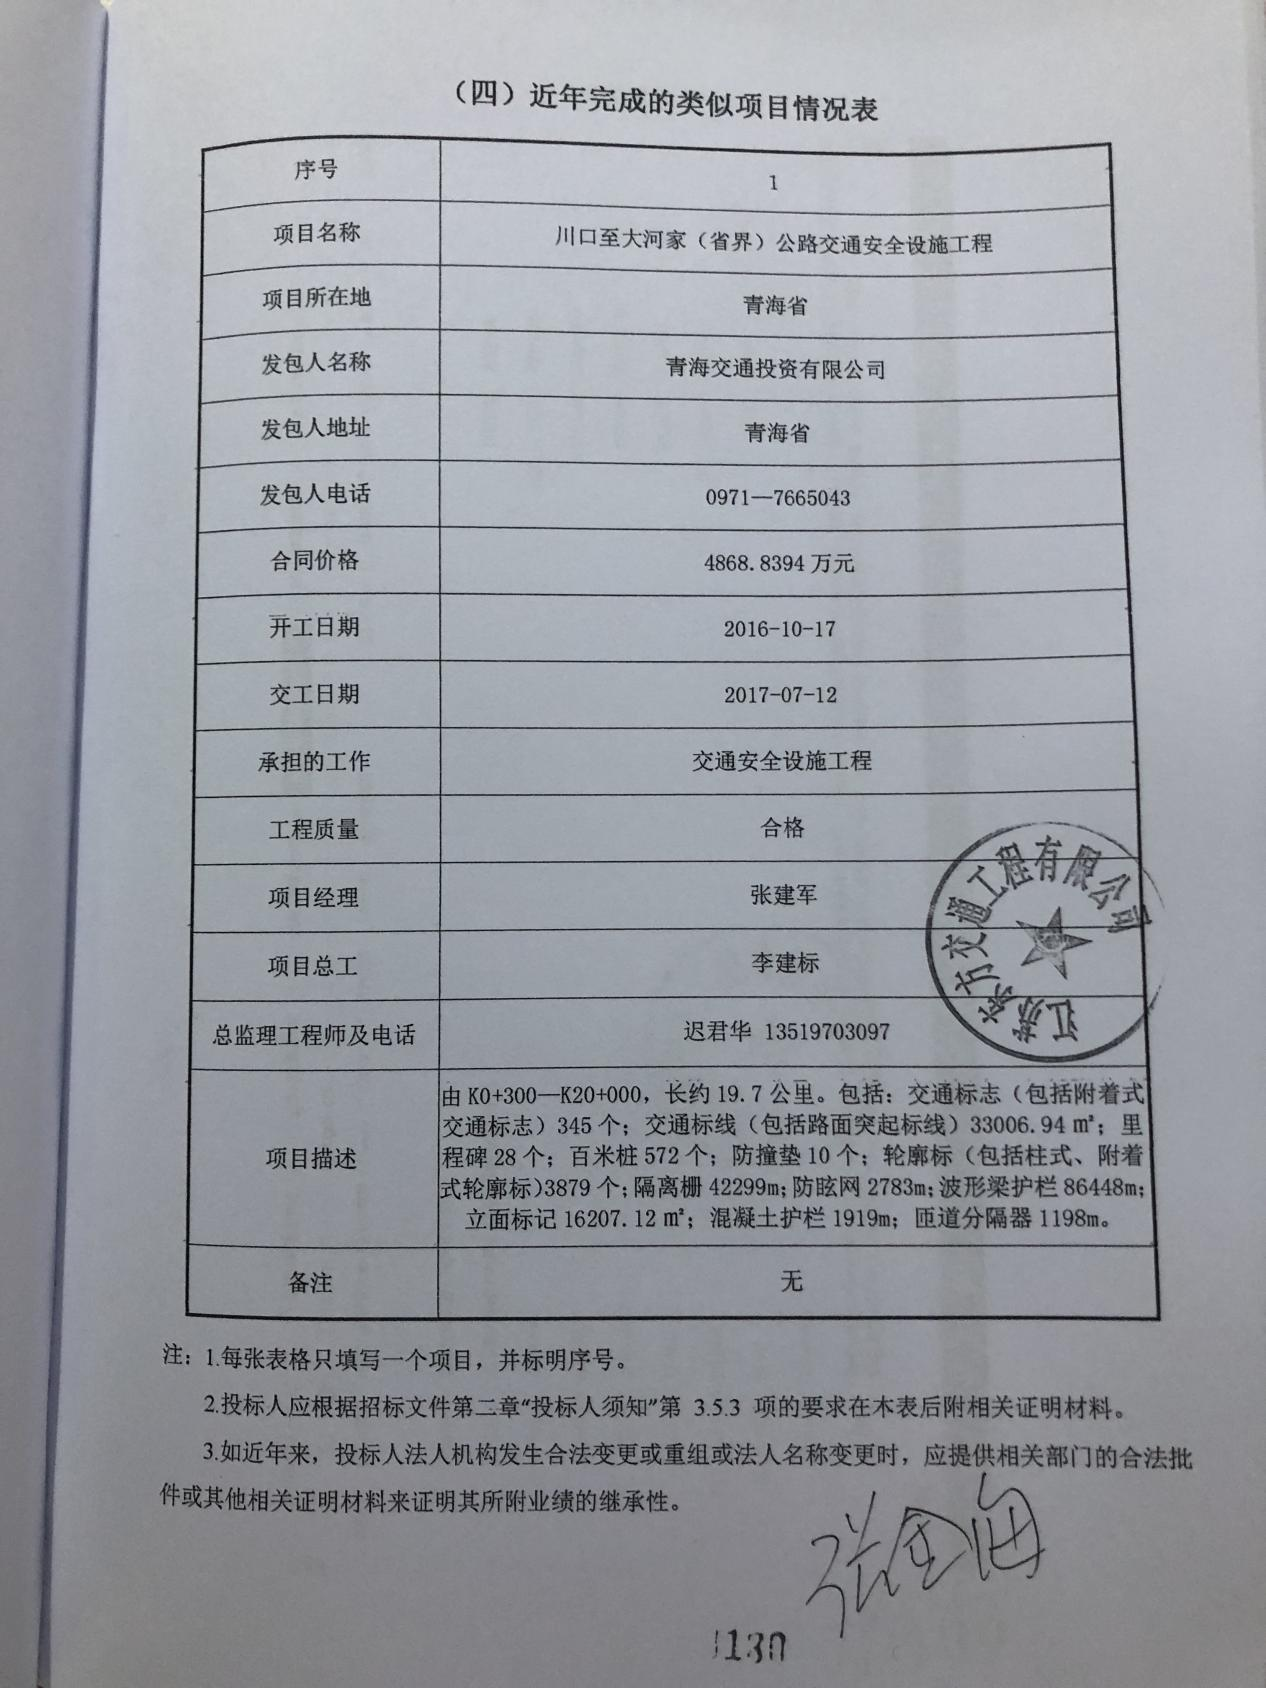 （四）近年完成的类似项目情况表
序号 1
项目名称 川口至大河家（省界）公路交通安全设施工程
项目所在地 青海省
发包人名称 青海交通投资有限公司
发包人地址 青海省
发包人电话 0971—7665043
合同价格 4868.8394 万元
开工日期 2016-10-17
交工日期 2017-07-12
承担的工作 交通安全设施工程
工程质量 合格
项目经理 张建军
项目总工 李建标
江苏东方交通工程有限公司
总监理工程师及电话 迟君华 13519703097
项目描述
由 K0+300—K20+000，长约 19.7 公里。包括：交通标志（包括附着式
交通标志）345 个；交通标线（包括路面突起标线）33006.94 ㎡；里
程碑 28 个；百米桩 572 个；防撞垫 10 个；轮廓标（包括柱式、附着
式轮廓标)3879 个；隔离栅 42299m；防眩网 2783m；波形梁护栏 86448m；
立面标记 16207.12 ㎡；混凝土护栏 1919m；匝道分隔器 1198m。
备注 无
注：1.每张表格只填写一个项目，并标明序号。
2.投标人应根据招标文件第二章“投标人须知”第 3.5.3 项的要求在本表后附相关证明材料。
3.如近年来，投标人法人机构发生合法变更或重组或法人名称变更时，应提供相关部门的合法批
件或其他相关证明材料来证明其所附业绩的继承性。
张金海
1130